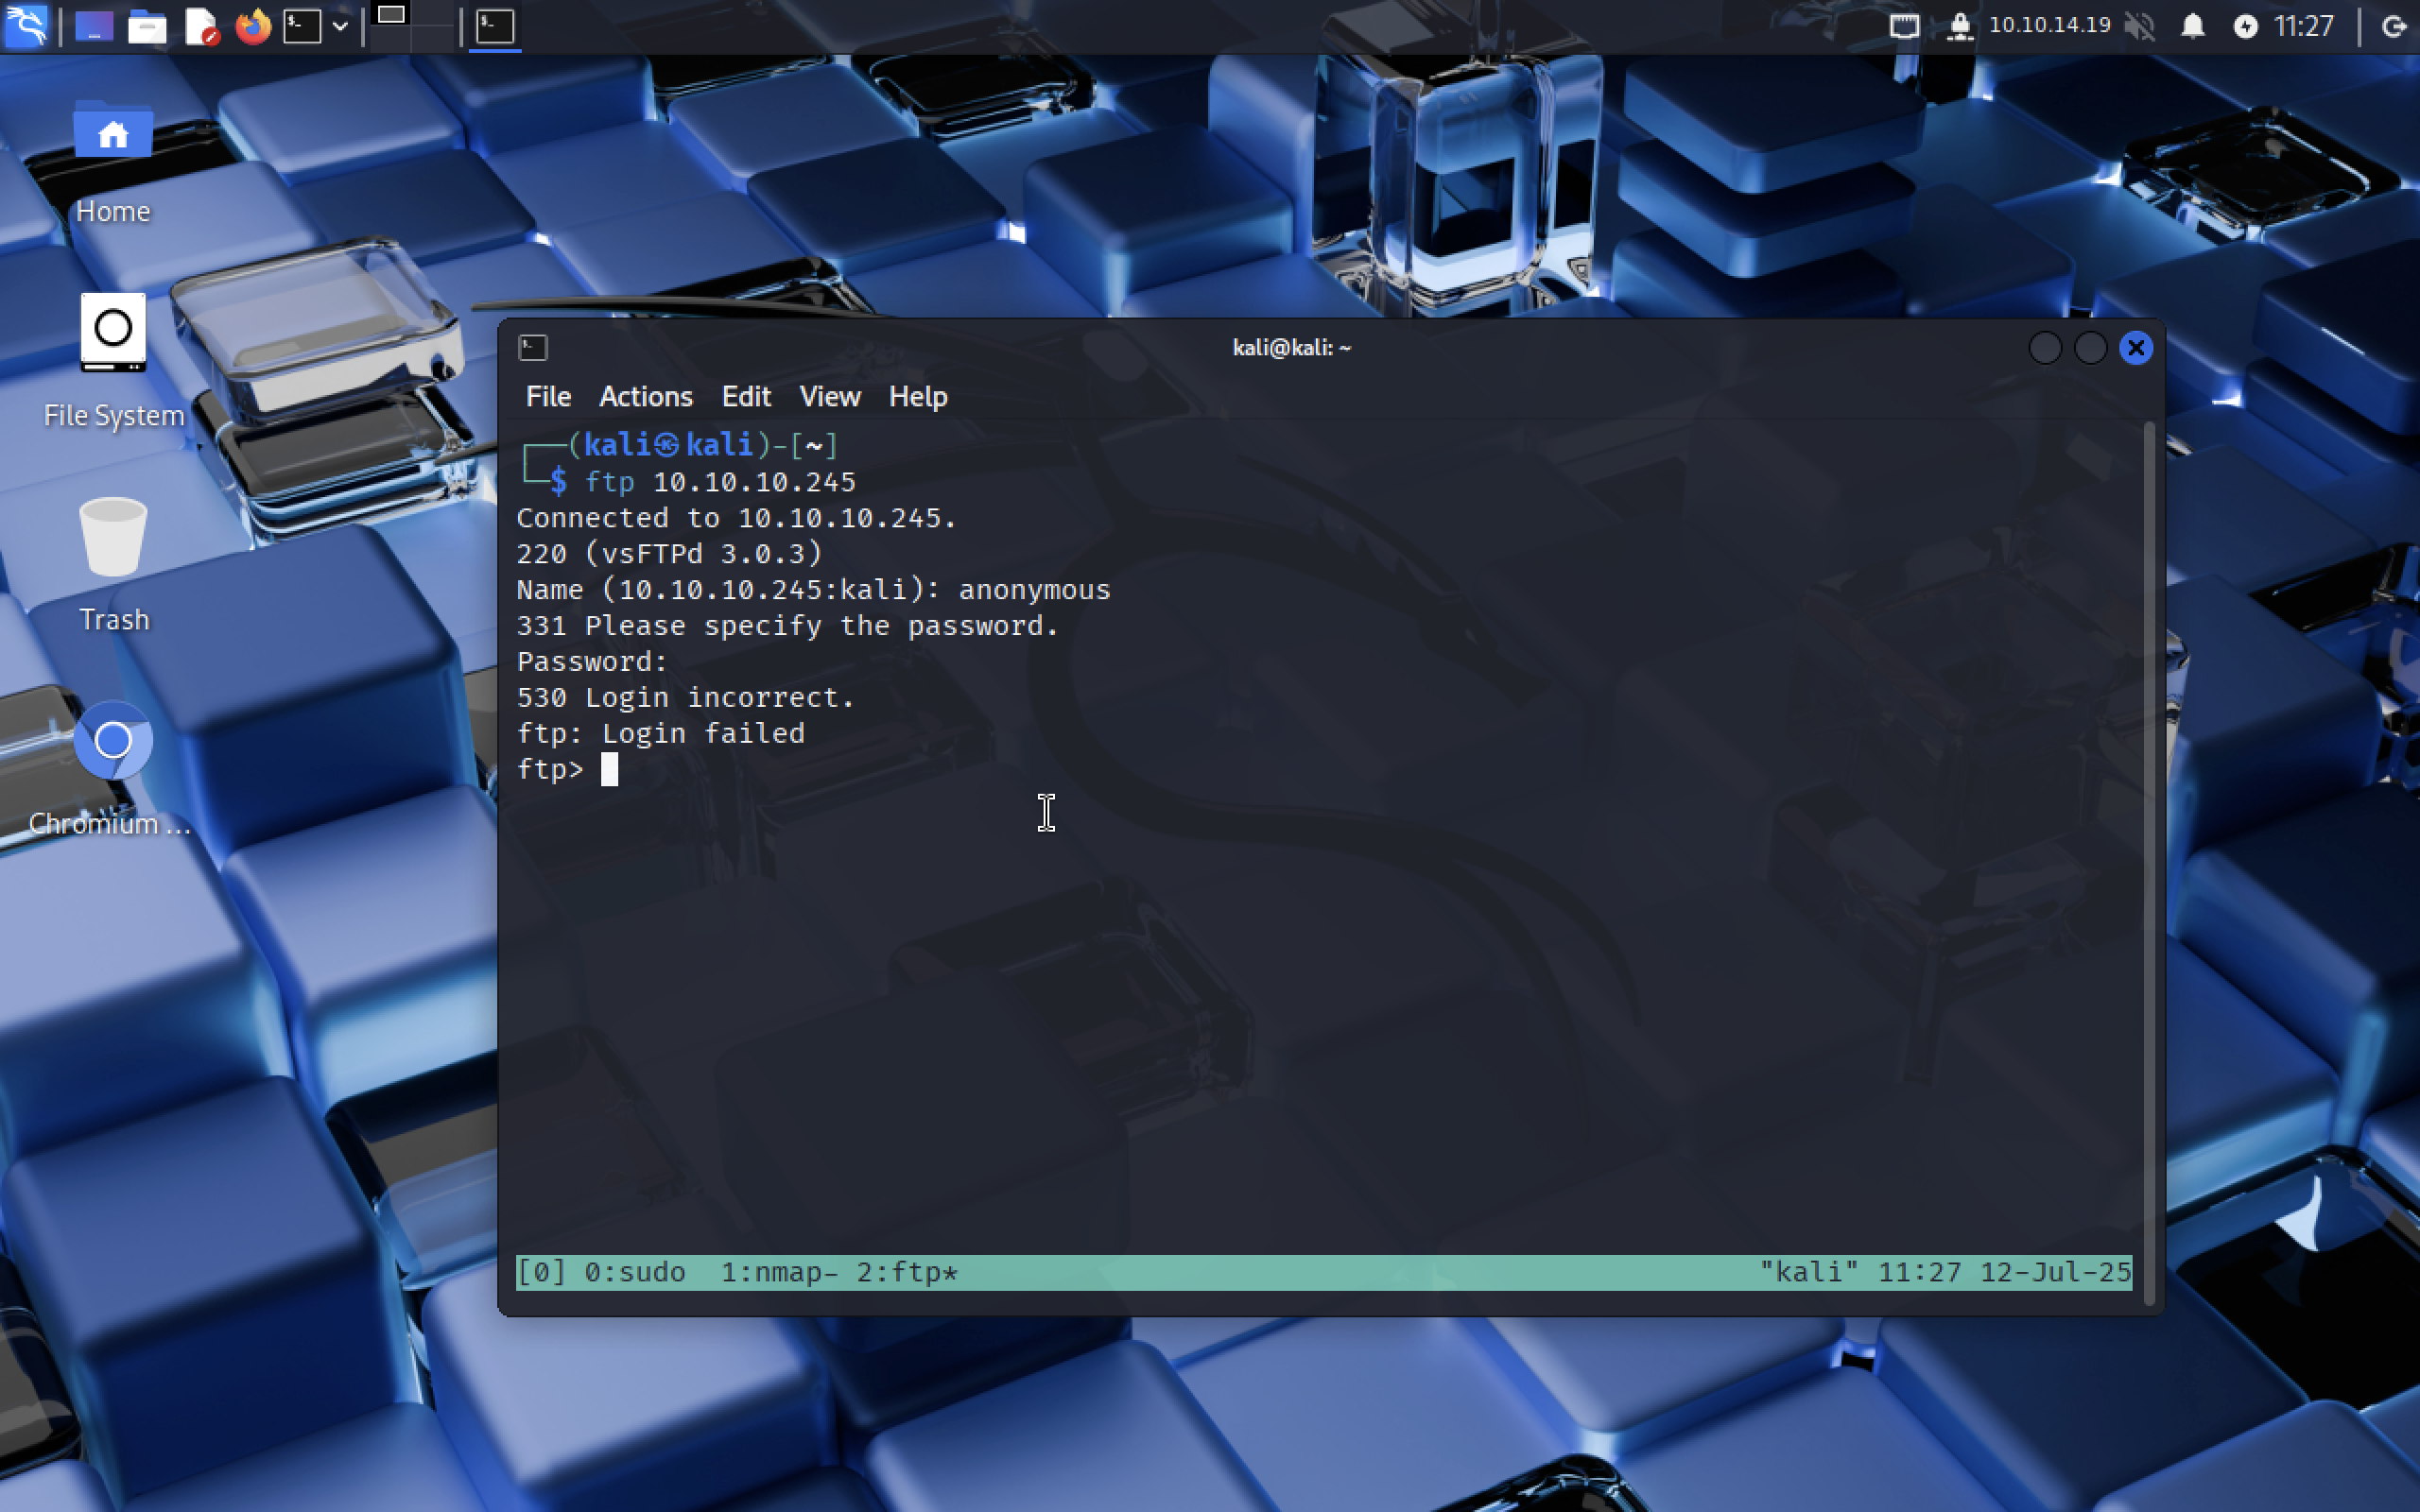 10.10.14.19
11:27
Home
File System
Trash
Chromium ...
kali@kali: ~
File Actions Edit View Help
┌──(kali㉿kali)-[~]
└─$ ftp 10.10.10.245
Connected to 10.10.10.245.
220 (vsFTPd 3.0.3)
Name (10.10.10.245:kali): anonymous
331 Please specify the password.
Password:
530 Login incorrect.
ftp: Login failed
ftp>
[0] 0:sudo  1:nmap- 2:ftp*
"kali" 11:27 12-Jul-25